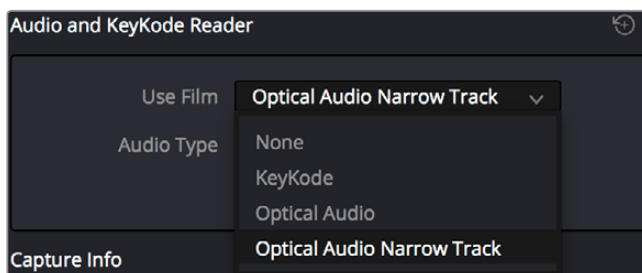 Audio and KeyKode Reader
Use Film Optical Audio Narrow Track
Audio Type None
KeyKode
Optical Audio
Optical Audio Narrow Track
Capture Info